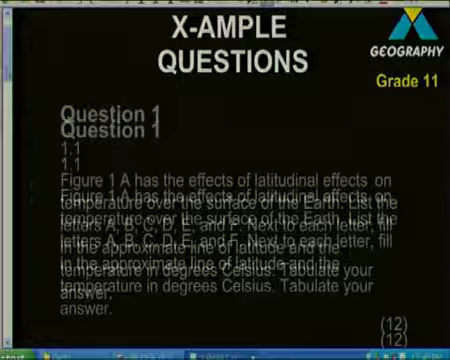 X-AMPLE
QUESTIONS
GEOGRAPHY
Grade 11
Question 1
1.1
Figure 1 A has the effects of latitudinal effects on
temperature over the surface of the Earth. List the
letters A, B, C, D, E, and F. Next to each letter, fill
in the approximate line of latitude and the
temperature in degrees Celsius. Tabulate your
answer.
(12)